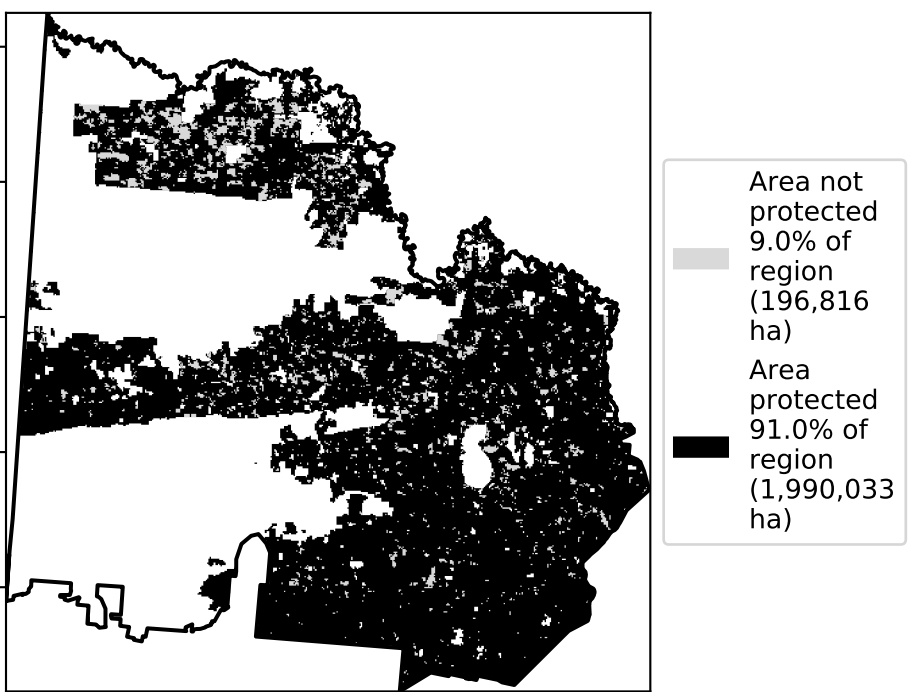 Area not
protected
9.0% of
region
(196,816
ha)
Area
protected
91.0% of
region
(1,990,033
ha)